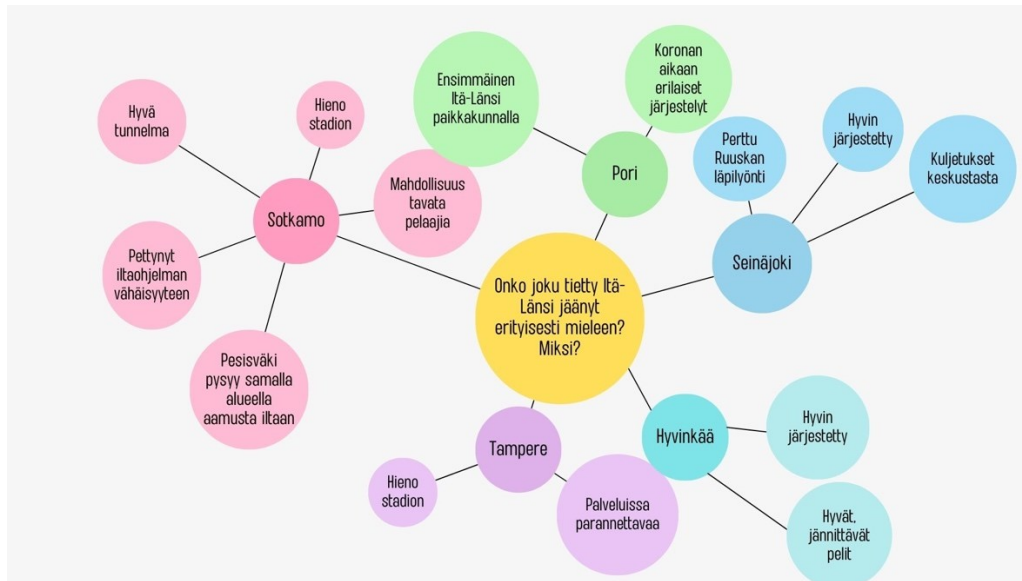 Onko joku tietty Itä-
Länsi jäänyt
erityisesti mieleen?
Miksi?
Sotkamo
Hyvä
tunnelma
Hieno
stadion
Mahdollisuus
tavata
pelaajia
Pettynyt
iltaohjelman
vähäisyyteen
Pesisväki
pysyy samalla
alueella
aamusta iltaan
Pori
Ensimmäinen
Itä-Länsi
paikkakunnalla
Koronan
aikaan
erilaiset
järjestelyt
Seinäjoki
Perttu
Ruuskan
läpilyönti
Hyvin
järjestetty
Kuljetukset
keskustasta
Tampere
Hieno
stadion
Palveluissa
parannettavaa
Hyvinkää
Hyvin
järjestetty
Hyvät,
jännittävät
pelit